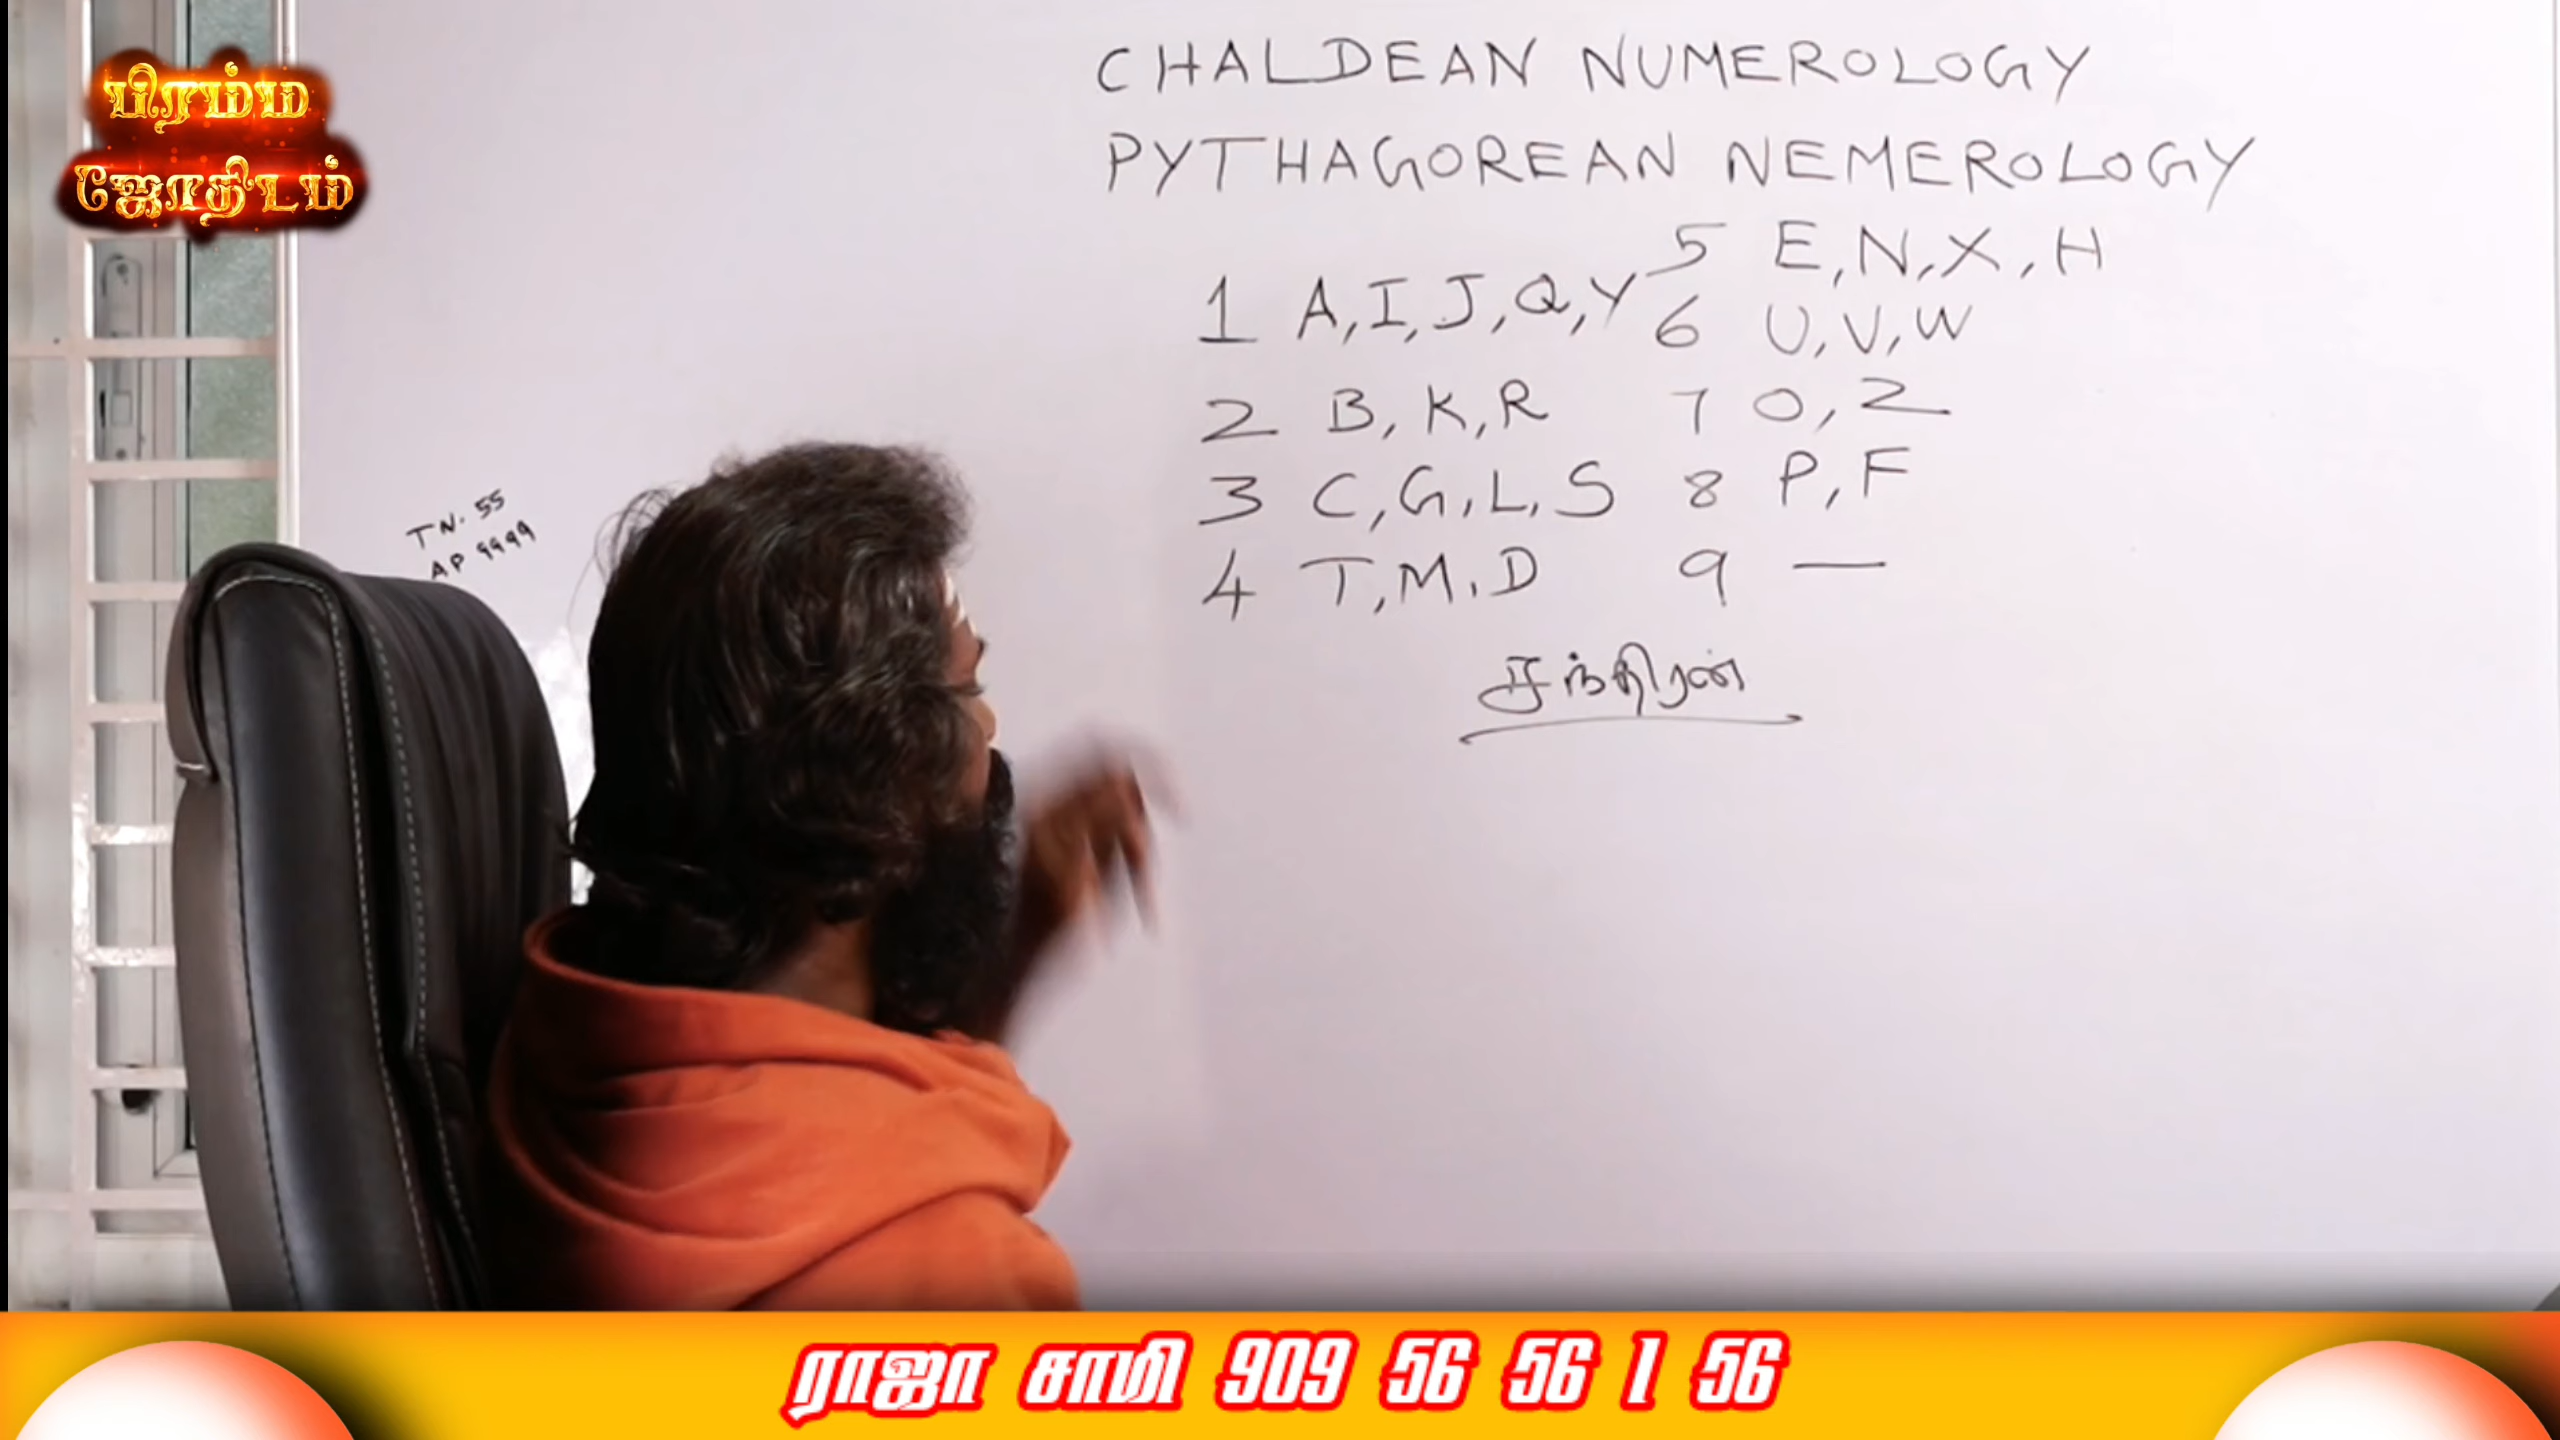 பிரம்ம
ஜோதிடம்
CHALDEAN NUMEROLOGY
PYTHAGOREAN NEMEROLOGY
1 A, I, J, Q, Y
2 B, K, R
3 C, G, L, S
4 T, M, D
5 E, N, X, H
6 U, V, W
7 O, Z
8 P, F
9 —
சந்திரன்
TN. 55
AP 9999
ராஜா சாமி 909 56 56 1 56